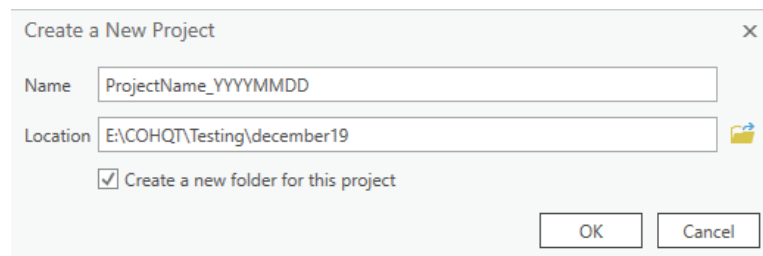 Create a New Project
Name ProjectName_YYYYMMDD
Location E:\COHQT\Testing\december19
Create a new folder for this project
OK Cancel